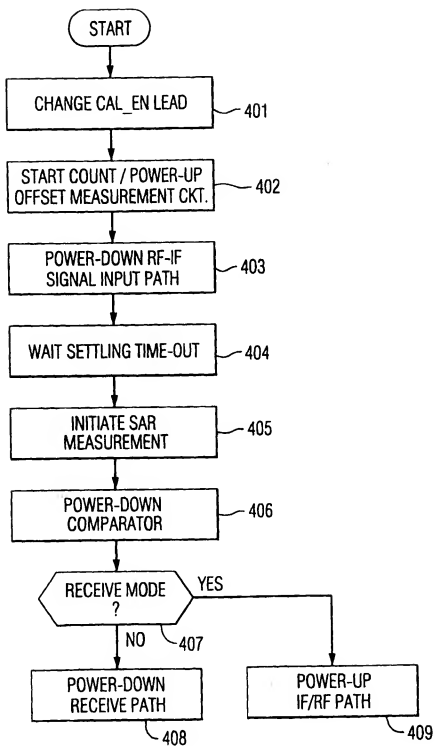 START
CHANGE CAL_EN LEAD
401
START COUNT / POWER-UP
OFFSET MEASUREMENT CKT.
402
POWER-DOWN RF-IF
SIGNAL INPUT PATH
403
WAIT SETTLING TIME-OUT
404
INITIATE SAR
MEASUREMENT
405
POWER-DOWN
COMPARATOR
406
RECEIVE MODE
?
YES
407
NO
POWER-DOWN
RECEIVE PATH
408
POWER-UP
IF/RF PATH
409